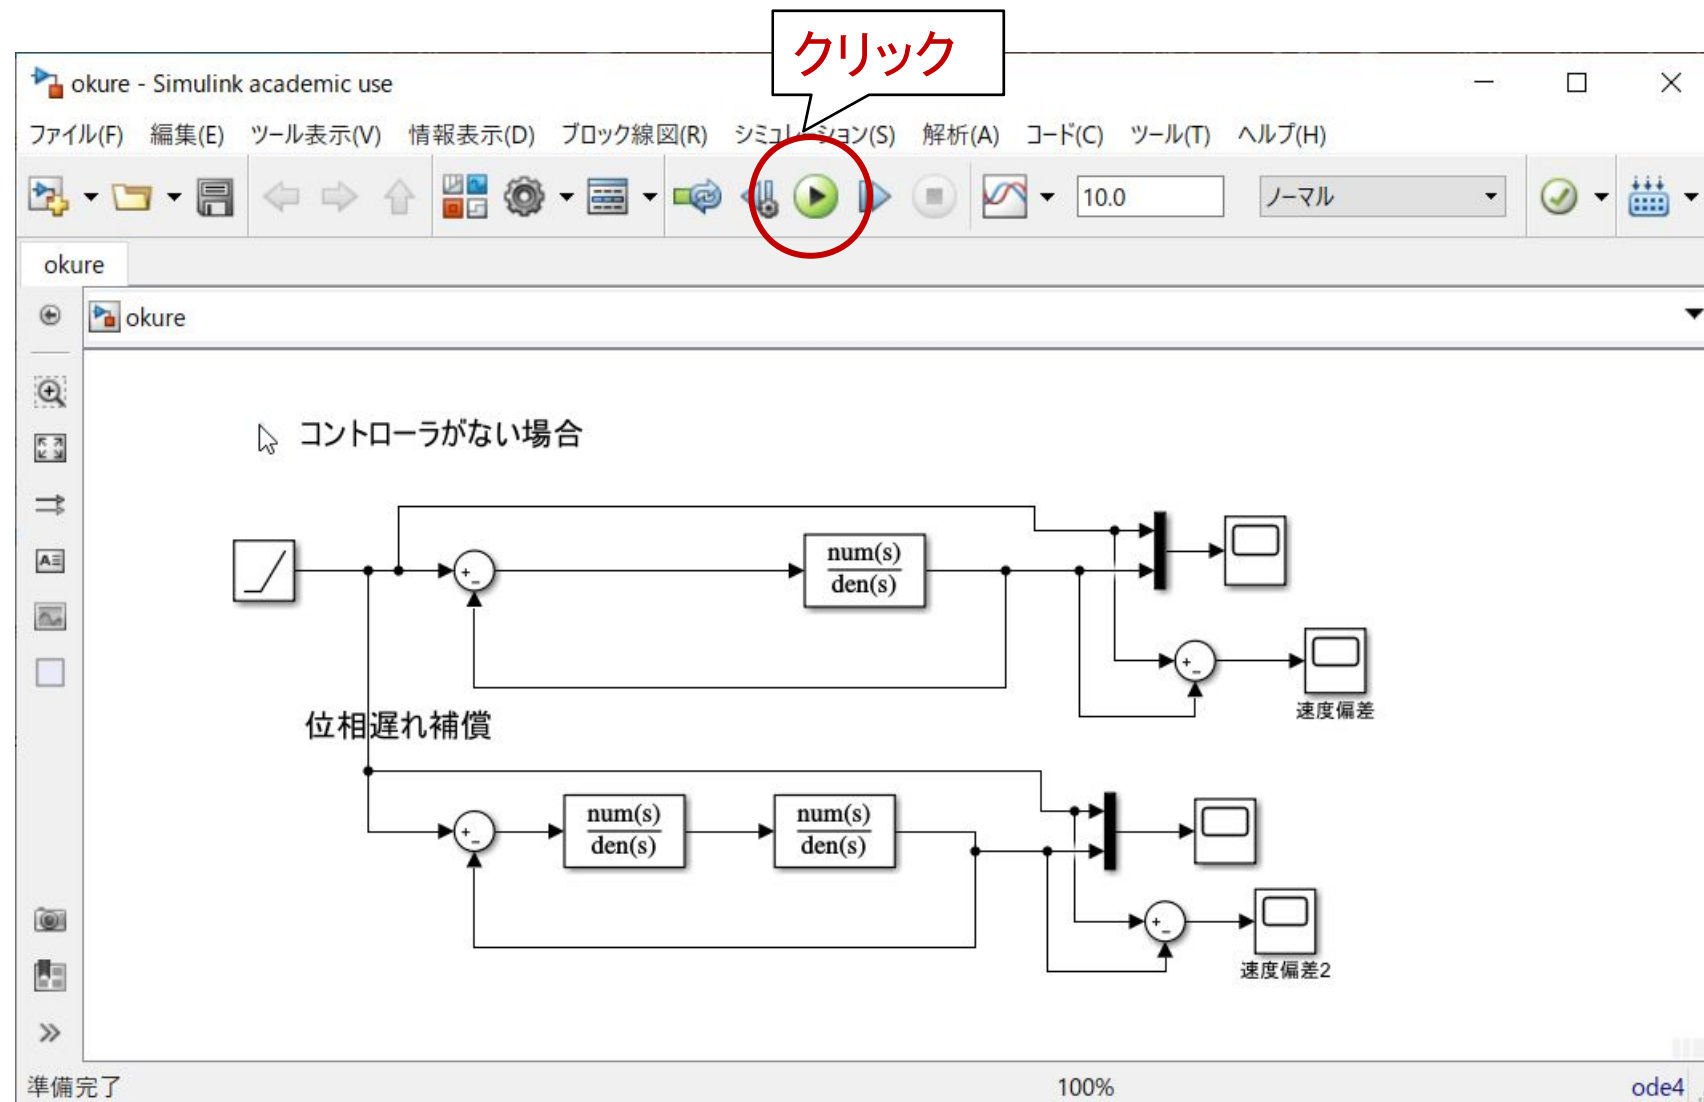 クリック
okure - Simulink academic use
ファイル(F) 編集(E) ツール表示(V) 情報表示(D) ブロック線図(R) シミュレーション(S) 解析(A) コード(C) ツール(T) ヘルプ(H)
10.0 ノーマル
okure
okure
コントローラがない場合
num(s)
den(s)
速度偏差
位相遅れ補償
num(s)
den(s)
num(s)
den(s)
速度偏差2
準備完了 100% ode4